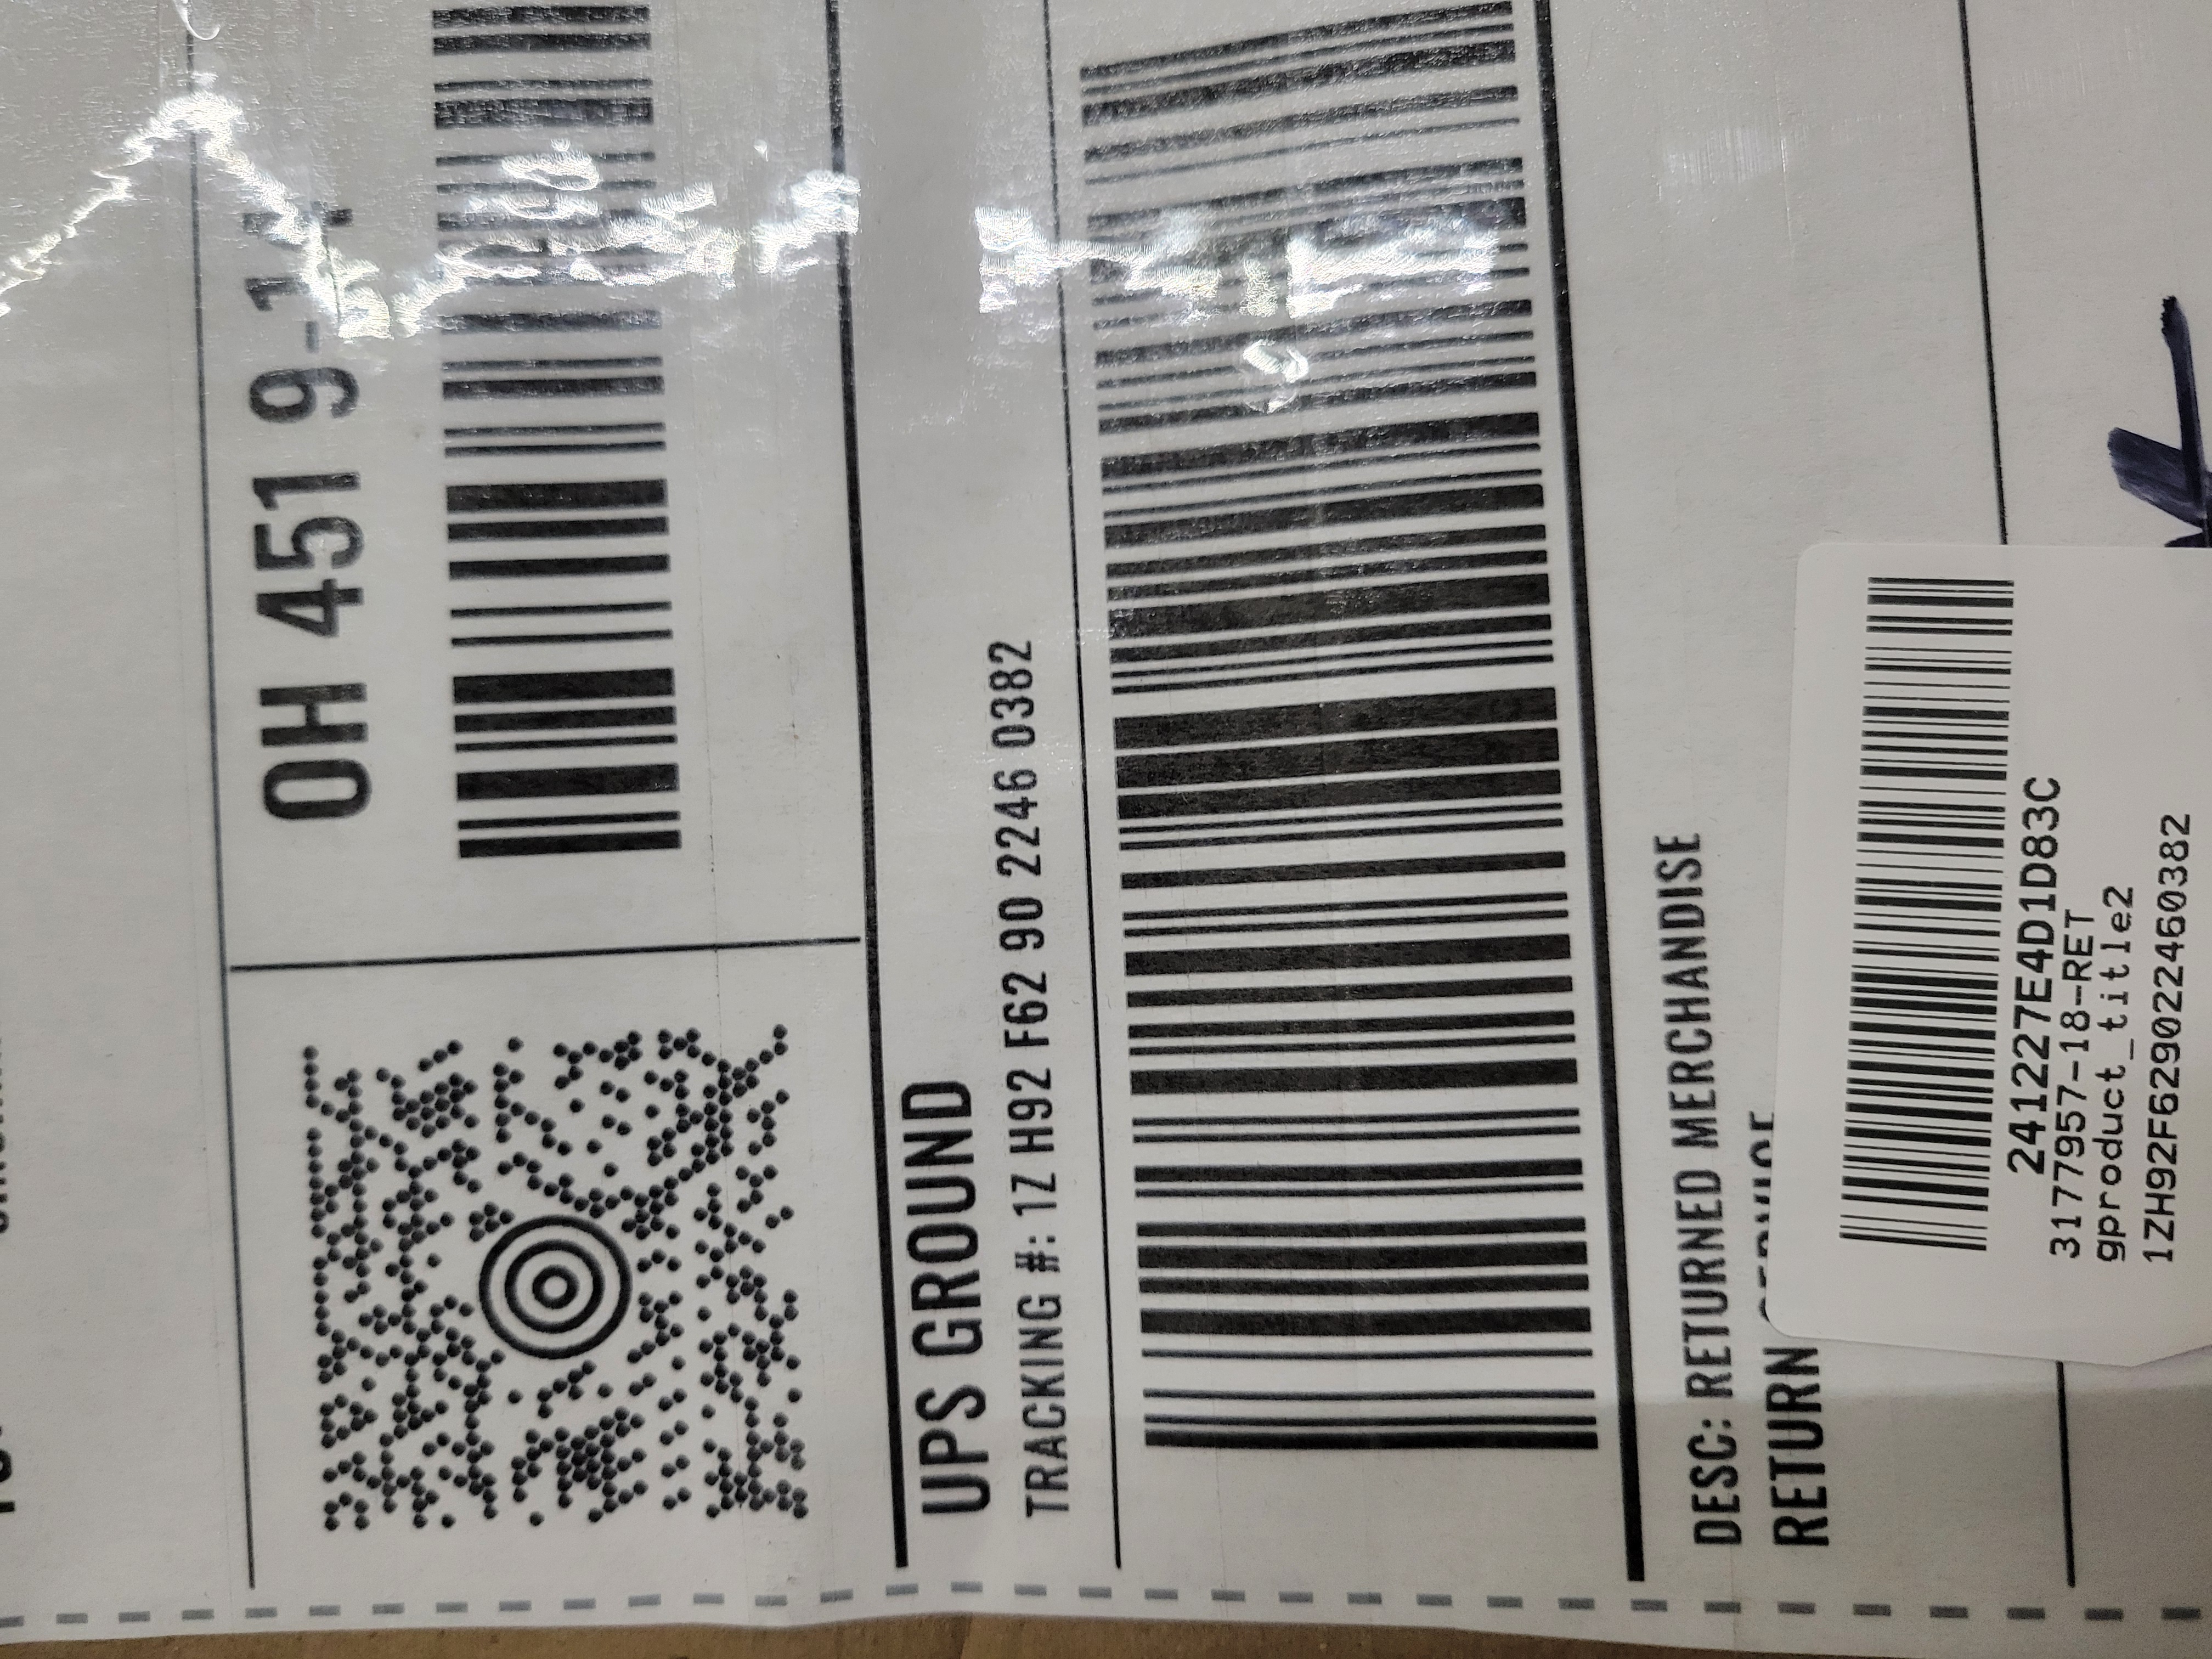 OH 451 9-
UPS GROUND
TRACKING #: 1Z H92 F62 90 2246 0382
DESC: RETURNED MERCHANDISE
RETURN
241227E4D1D83C
3177957-18-RET
gproduct_title2
1ZH92F629022460382